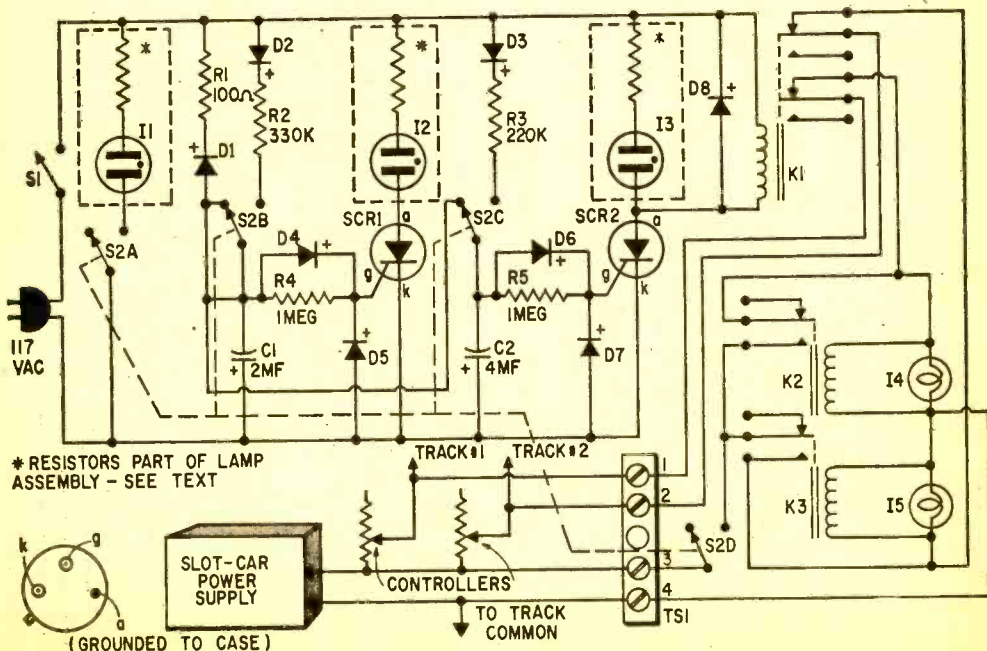 *
D2
+
*
D3
+
*
R1
100Ω
R2
330K
I1
I2
R3
220K
I3
D8
+
K1
+
D1
S1
S2B
SCR1
a
S2C
SCR2
a
S2A
D4
+
D6
+
g
k
g
k
R4
1MEG
R5
1MEG
117
VAC
C1
+ 2MF
+
D5
C2
+ 4MF
+
D7
K2
I4
* RESISTORS PART OF LAMP
ASSEMBLY - SEE TEXT
TRACK #1
TRACK #2
1
2
K3
I5
S2D
k
g
a
SLOT-CAR
POWER
SUPPLY
CONTROLLERS
3
4
TO TRACK
COMMON
TS1
(GROUNDED TO CASE)